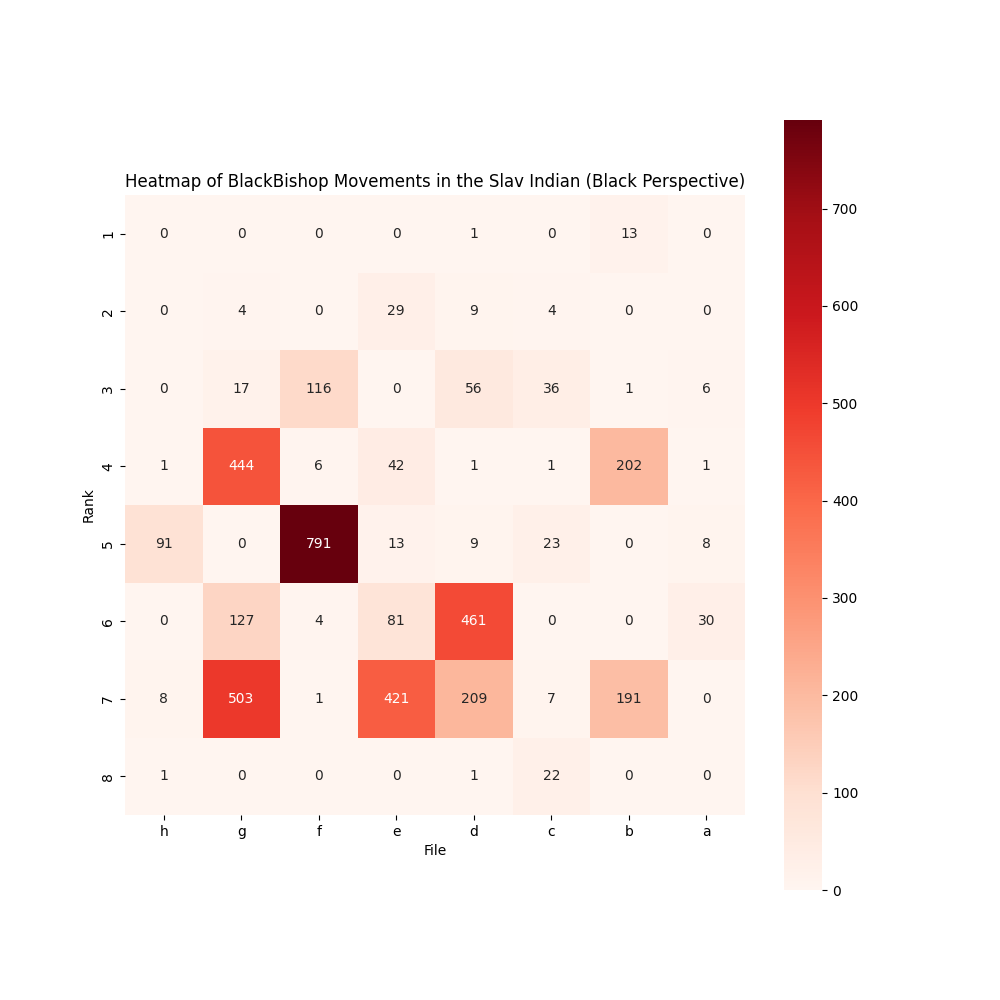 Heatmap of BlackBishop Movements in the Slav Indian (Black Perspective)
1 0 0 0 0 1 0 13 0
2 0 4 0 29 9 4 0 0
3 0 17 116 0 56 36 1 6
4 1 444 6 42 1 1 202 1
Rank
5 91 0 791 13 9 23 0 8
6 0 127 4 81 461 0 0 30
7 8 503 1 421 209 7 191 0
8 1 0 0 0 1 22 0 0
h g f e d c b a
File
700
600
500
400
300
200
100
0